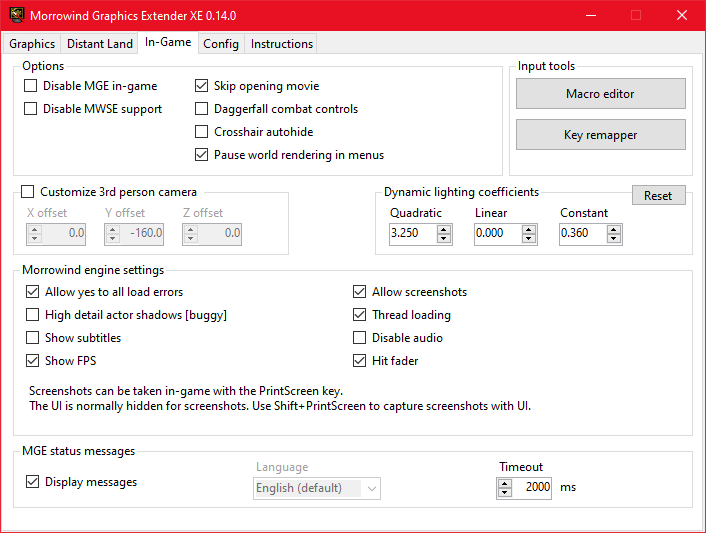 Morrowind Graphics Extender XE 0.14.0
Graphics Distant Land In-Game Config Instructions
Options
Disable MGE in-game
Disable MWSE support
Skip opening movie
Daggerfall combat controls
Crosshair autohide
Pause world rendering in menus
Input tools
Macro editor
Key remapper
Customize 3rd person camera
X offset Y offset Z offset
0.0 -160.0 0.0
Dynamic lighting coefficients
Reset
Quadratic Linear Constant
3.250 0.000 0.360
Morrowind engine settings
Allow yes to all load errors
High detail actor shadows [buggy]
Show subtitles
Show FPS
Allow screenshots
Thread loading
Disable audio
Hit fader
Screenshots can be taken in-game with the PrintScreen key.
The UI is normally hidden for screenshots. Use Shift+PrintScreen to capture screenshots with UI.
MGE status messages
Display messages
Language
English (default)
Timeout
2000 ms